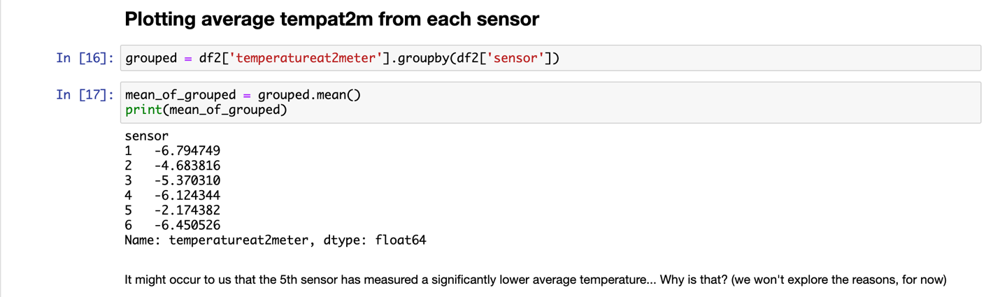 Plotting average tempat2m from each sensor
In [16]: grouped = df2['temperatureat2meter'].groupby(df2['sensor'])
In [17]: mean_of_grouped = grouped.mean()
print(mean_of_grouped)
sensor
1   -6.794749
2   -4.683816
3   -5.370310
4   -6.124344
5   -2.174382
6   -6.450526
Name: temperatureat2meter, dtype: float64
It might occur to us that the 5th sensor has measured a significantly lower average temperature... Why is that? (we won't explore the reasons, for now)